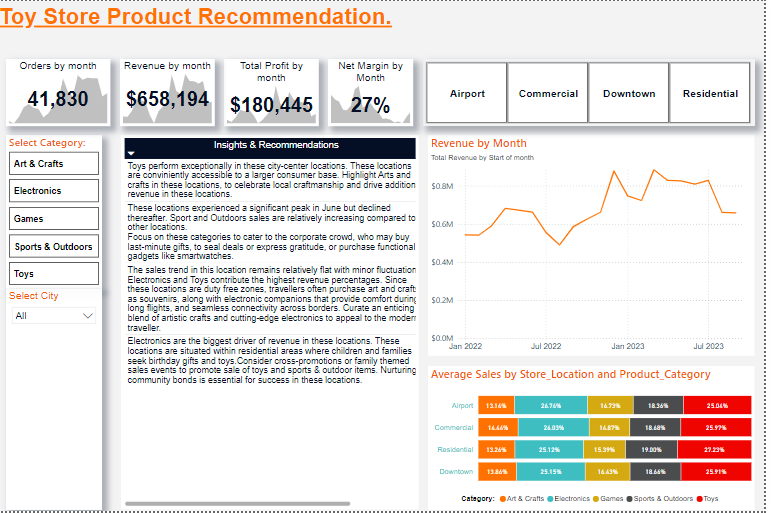 Toy Store Product Recommendation.
Orders by month
41,830
Revenue by month
$658,194
Total Profit by
month
$180,445
Net Margin by
Month
27%
Airport
Commercial
Downtown
Residential
Select Category:
Art & Crafts
Electronics
Games
Sports & Outdoors
Toys
Select City
All
Insights & Recommendations
Toys perform exceptionally in these city-center locations. These locations
are conviniently accessible to a larger consumer base. Highlight Arts and
crafts in these locations, to celebrate local craftmanship and drive addition
revenue in these locations.
These locations experienced a significant peak in June but declined
thereafter. Sport and Outdoors sales are relatively increasing compared to
other locations.
Focus on these categories to cater to the corporate crowd, who may buy
last-minute gifts, to seal deals or express gratitude, or purchase functional
gadgets like smartwatches.
The sales trend in this location remains relatively flat with minor fluctuation
Electronics and Toys contribute the highest revenue percentages. Since
these locations are duty free zones, travellers often purchase art and crafts
as souvenirs, along with electronic companions that provide comfort during
long flights, and seamless connectivity across borders. Curate an enticing
blend of artistic crafts and cutting-edge electronics to appeal to the modern
traveller.
Electronics are the biggest driver of revenue in these locations. These
locations are situated within residential areas where children and families
seek birthday gifts and toys.Consider cross-promotions or family themed
sales events to promote sale of toys and sports & outdoor items. Nurturing
community bonds is essential for success in these locations.
Revenue by Month
Total Revenue by Start of month
$0.8M
$0.6M
$0.4M
$0.2M
$0.0M
Jan 2022
Jul 2022
Jan 2023
Jul 2023
Average Sales by Store_Location and Product_Category
Airport 26.76% 16.73% 18.36% 25.06%
Commercial 26.03% 18.68% 25.97%
Residential 13.26% 25.12% 15.39% 19.00% 27.23%
Downtown 25.15% 18.66% 25.91%
Category: Art & Crafts Electronics Games Sports & Outdoors Toys